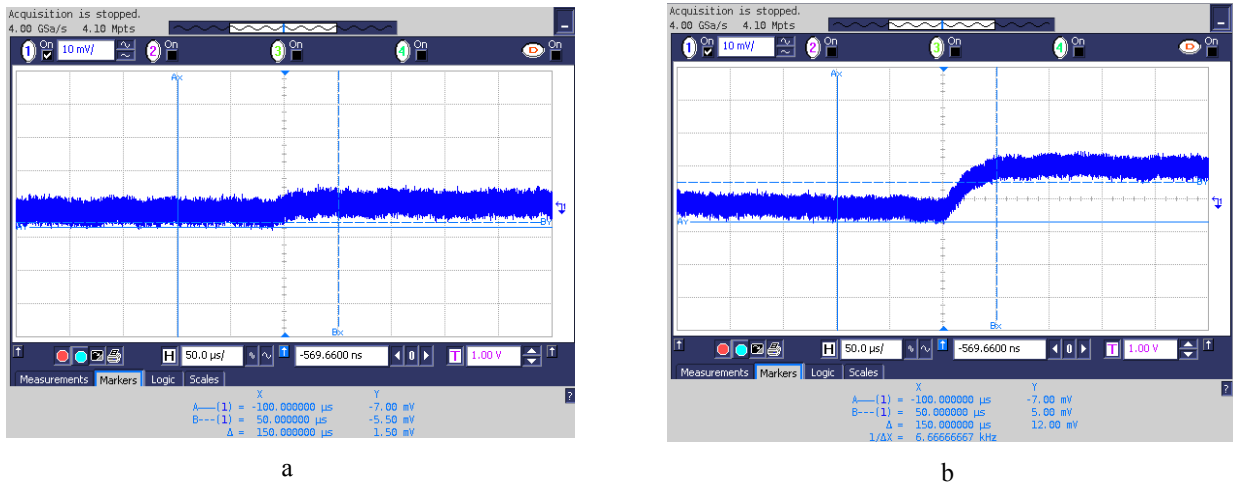 Acquisition is stopped.
4.00 GSa/s 4.10 Mpts
1 On 10 mV/ 2 On 3 On 4 On D On
Ax
AY
BY
Bx
H 50.0 µs/ -569.6600 ns 0 T 1.00 V
Measurements Markers Logic Scales
?
X Y
A——(1) = -100.000000 µs -7.00 mV
B---(1) = 50.000000 µs -5.50 mV
Δ = 150.000000 µs 1.50 mV
a
Acquisition is stopped.
4.00 GSa/s 4.10 Mpts
1 On 10 mV/ 2 On 3 On 4 On D On
Ax
BY
AY
Bx
H 50.0 µs/ -569.6600 ns 0 T 1.00 V
Measurements Markers Logic Scales
?
X Y
A——(1) = -100.000000 µs -7.00 mV
B---(1) = 50.000000 µs 5.00 mV
Δ = 150.000000 µs 12.00 mV
1/ΔX = 6.66666667 kHz
b